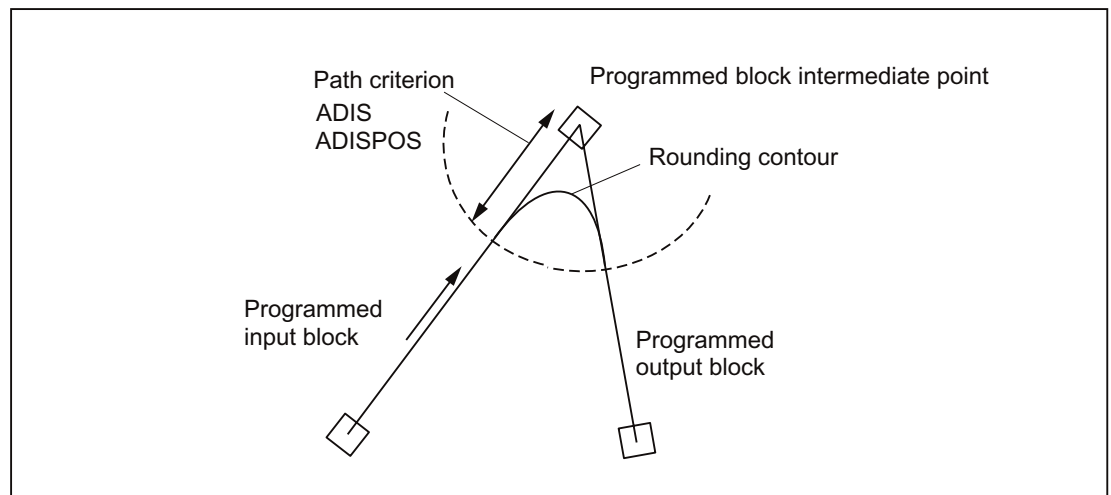 Path criterion
ADIS
ADISPOS
Programmed block intermediate point
Rounding contour
Programmed
input block
Programmed
output block